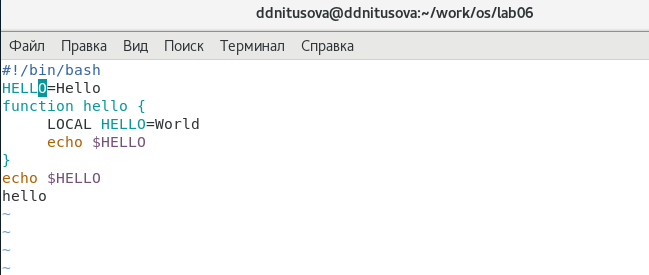 ddnitusova@ddnitusova:~/work/os/lab06
Файл Правка Вид Поиск Терминал Справка
#!/bin/bash
HELLO=Hello
function hello {
     LOCAL HELLO=World
     echo $HELLO
}
echo $HELLO
hello
~
~
~
~